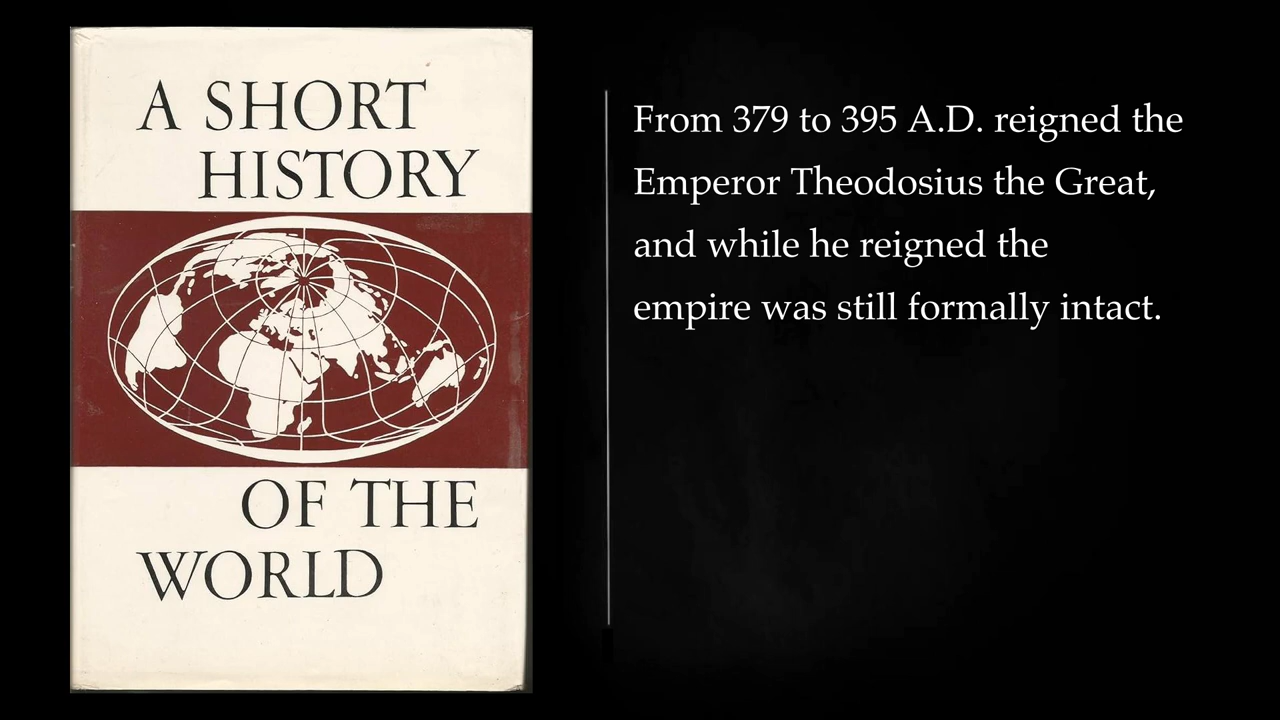 A SHORT
HISTORY
OF THE
WORLD
From 379 to 395 A.D. reigned the
Emperor Theodosius the Great,
and while he reigned the
empire was still formally intact.